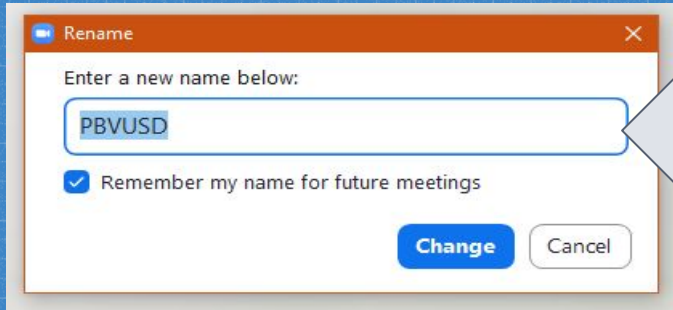 Rename
Enter a new name below:
PBVUSD
Remember my name for future meetings
Change Cancel